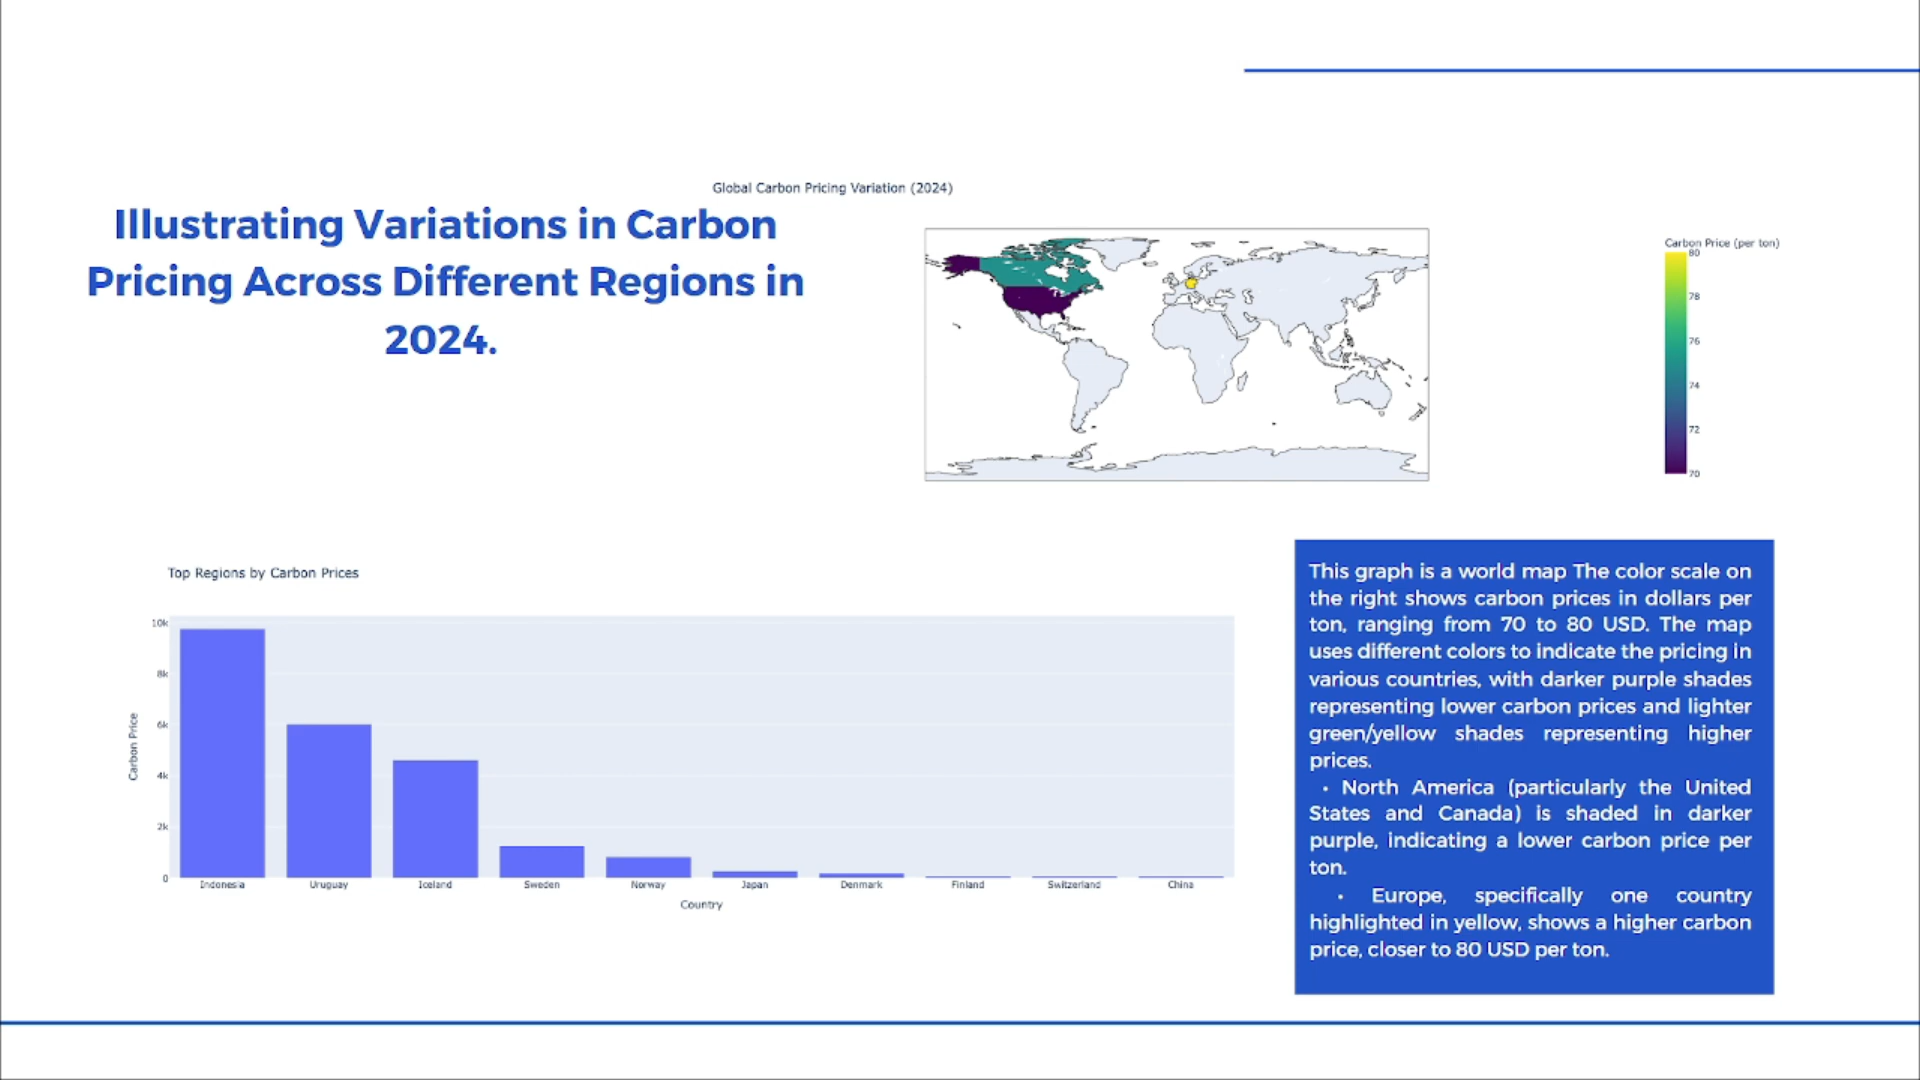 Global Carbon Pricing Variation (2024)
Illustrating Variations in Carbon
Pricing Across Different Regions in
2024.
Carbon Price (per ton)
80
78
76
74
72
70
Top Regions by Carbon Prices
10k
8k
6k
4k
2k
0
Carbon Price
Indonesia
Uruguay
Iceland
Sweden
Norway
Japan
Denmark
Finland
Switzerland
China
Country
This graph is a world map The color scale on
the right shows carbon prices in dollars per
ton, ranging from 70 to 80 USD. The map
uses different colors to indicate the pricing in
various countries, with darker purple shades
representing lower carbon prices and lighter
green/yellow shades representing higher
prices.
• North America (particularly the United
States and Canada) is shaded in darker
purple, indicating a lower carbon price per
ton.
• Europe, specifically one country
highlighted in yellow, shows a higher carbon
price, closer to 80 USD per ton.